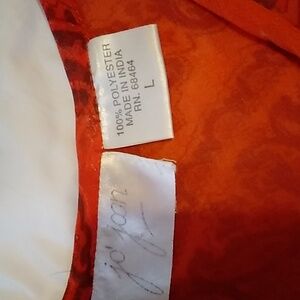 100% POLYESTER
MADE IN INDIA
RN. 68464
L